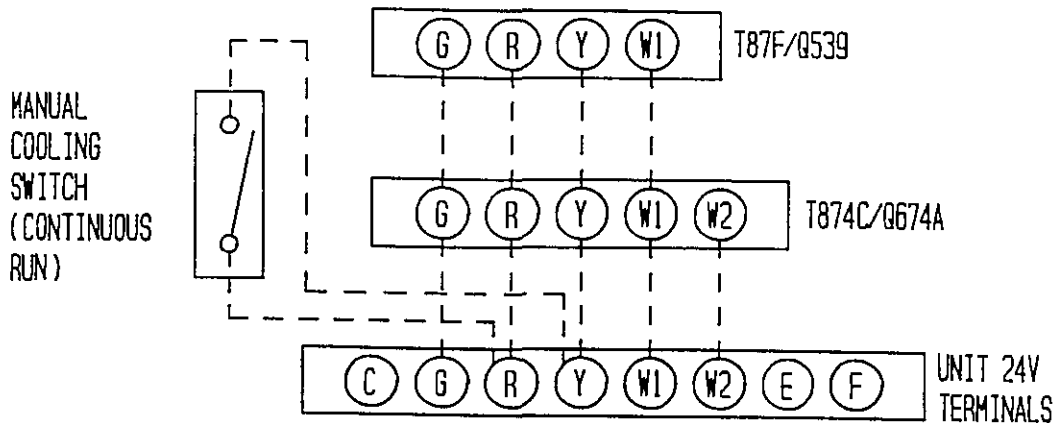 G R Y W1 T87F/Q539
MANUAL
COOLING
SWITCH
(CONTINUOUS
RUN)
G R Y W1 W2 T874C/Q674A
C G R Y W1 W2 E F
UNIT 24V
TERMINALS